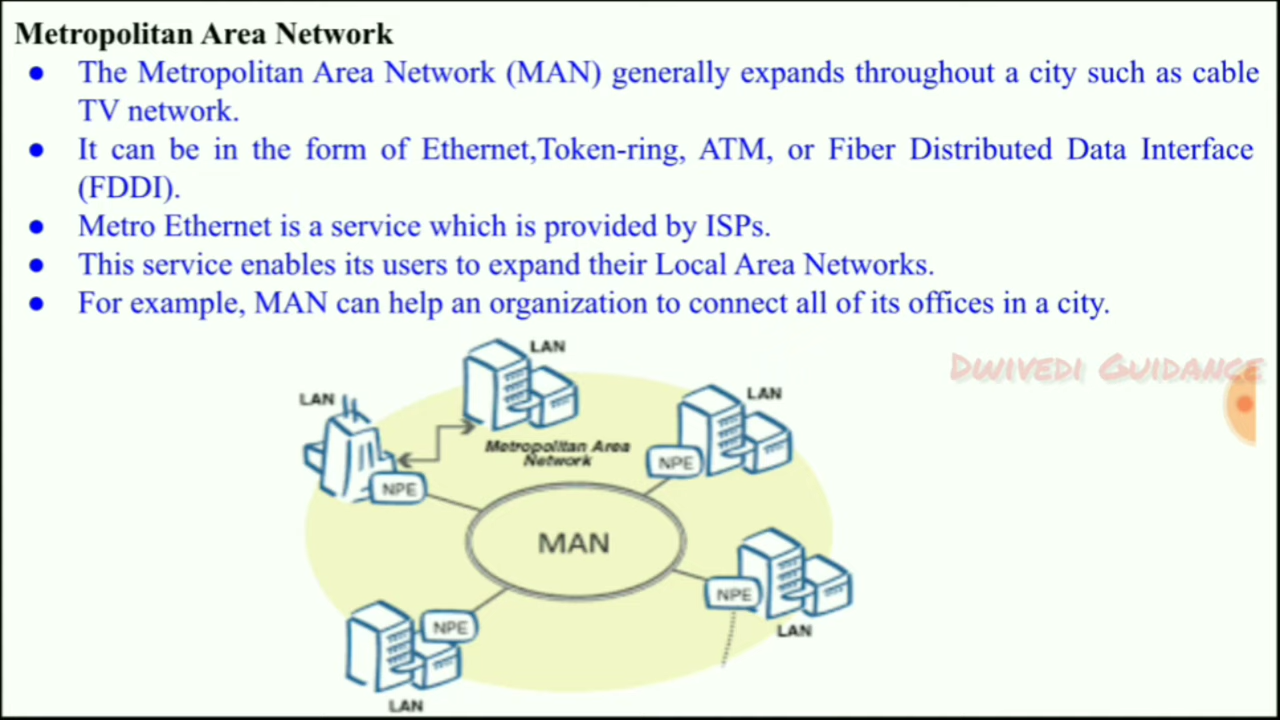 Metropolitan Area Network
● The Metropolitan Area Network (MAN) generally expands throughout a city such as cable
TV network.
● It can be in the form of Ethernet,Token-ring, ATM, or Fiber Distributed Data Interface
(FDDI).
● Metro Ethernet is a service which is provided by ISPs.
● This service enables its users to expand their Local Area Networks.
● For example, MAN can help an organization to connect all of its offices in a city.
LAN
Dwivedi Guidance
LAN
LAN
Metropolitan Area
Network
NPE
NPE
MAN
NPE
NPE
LAN
LAN